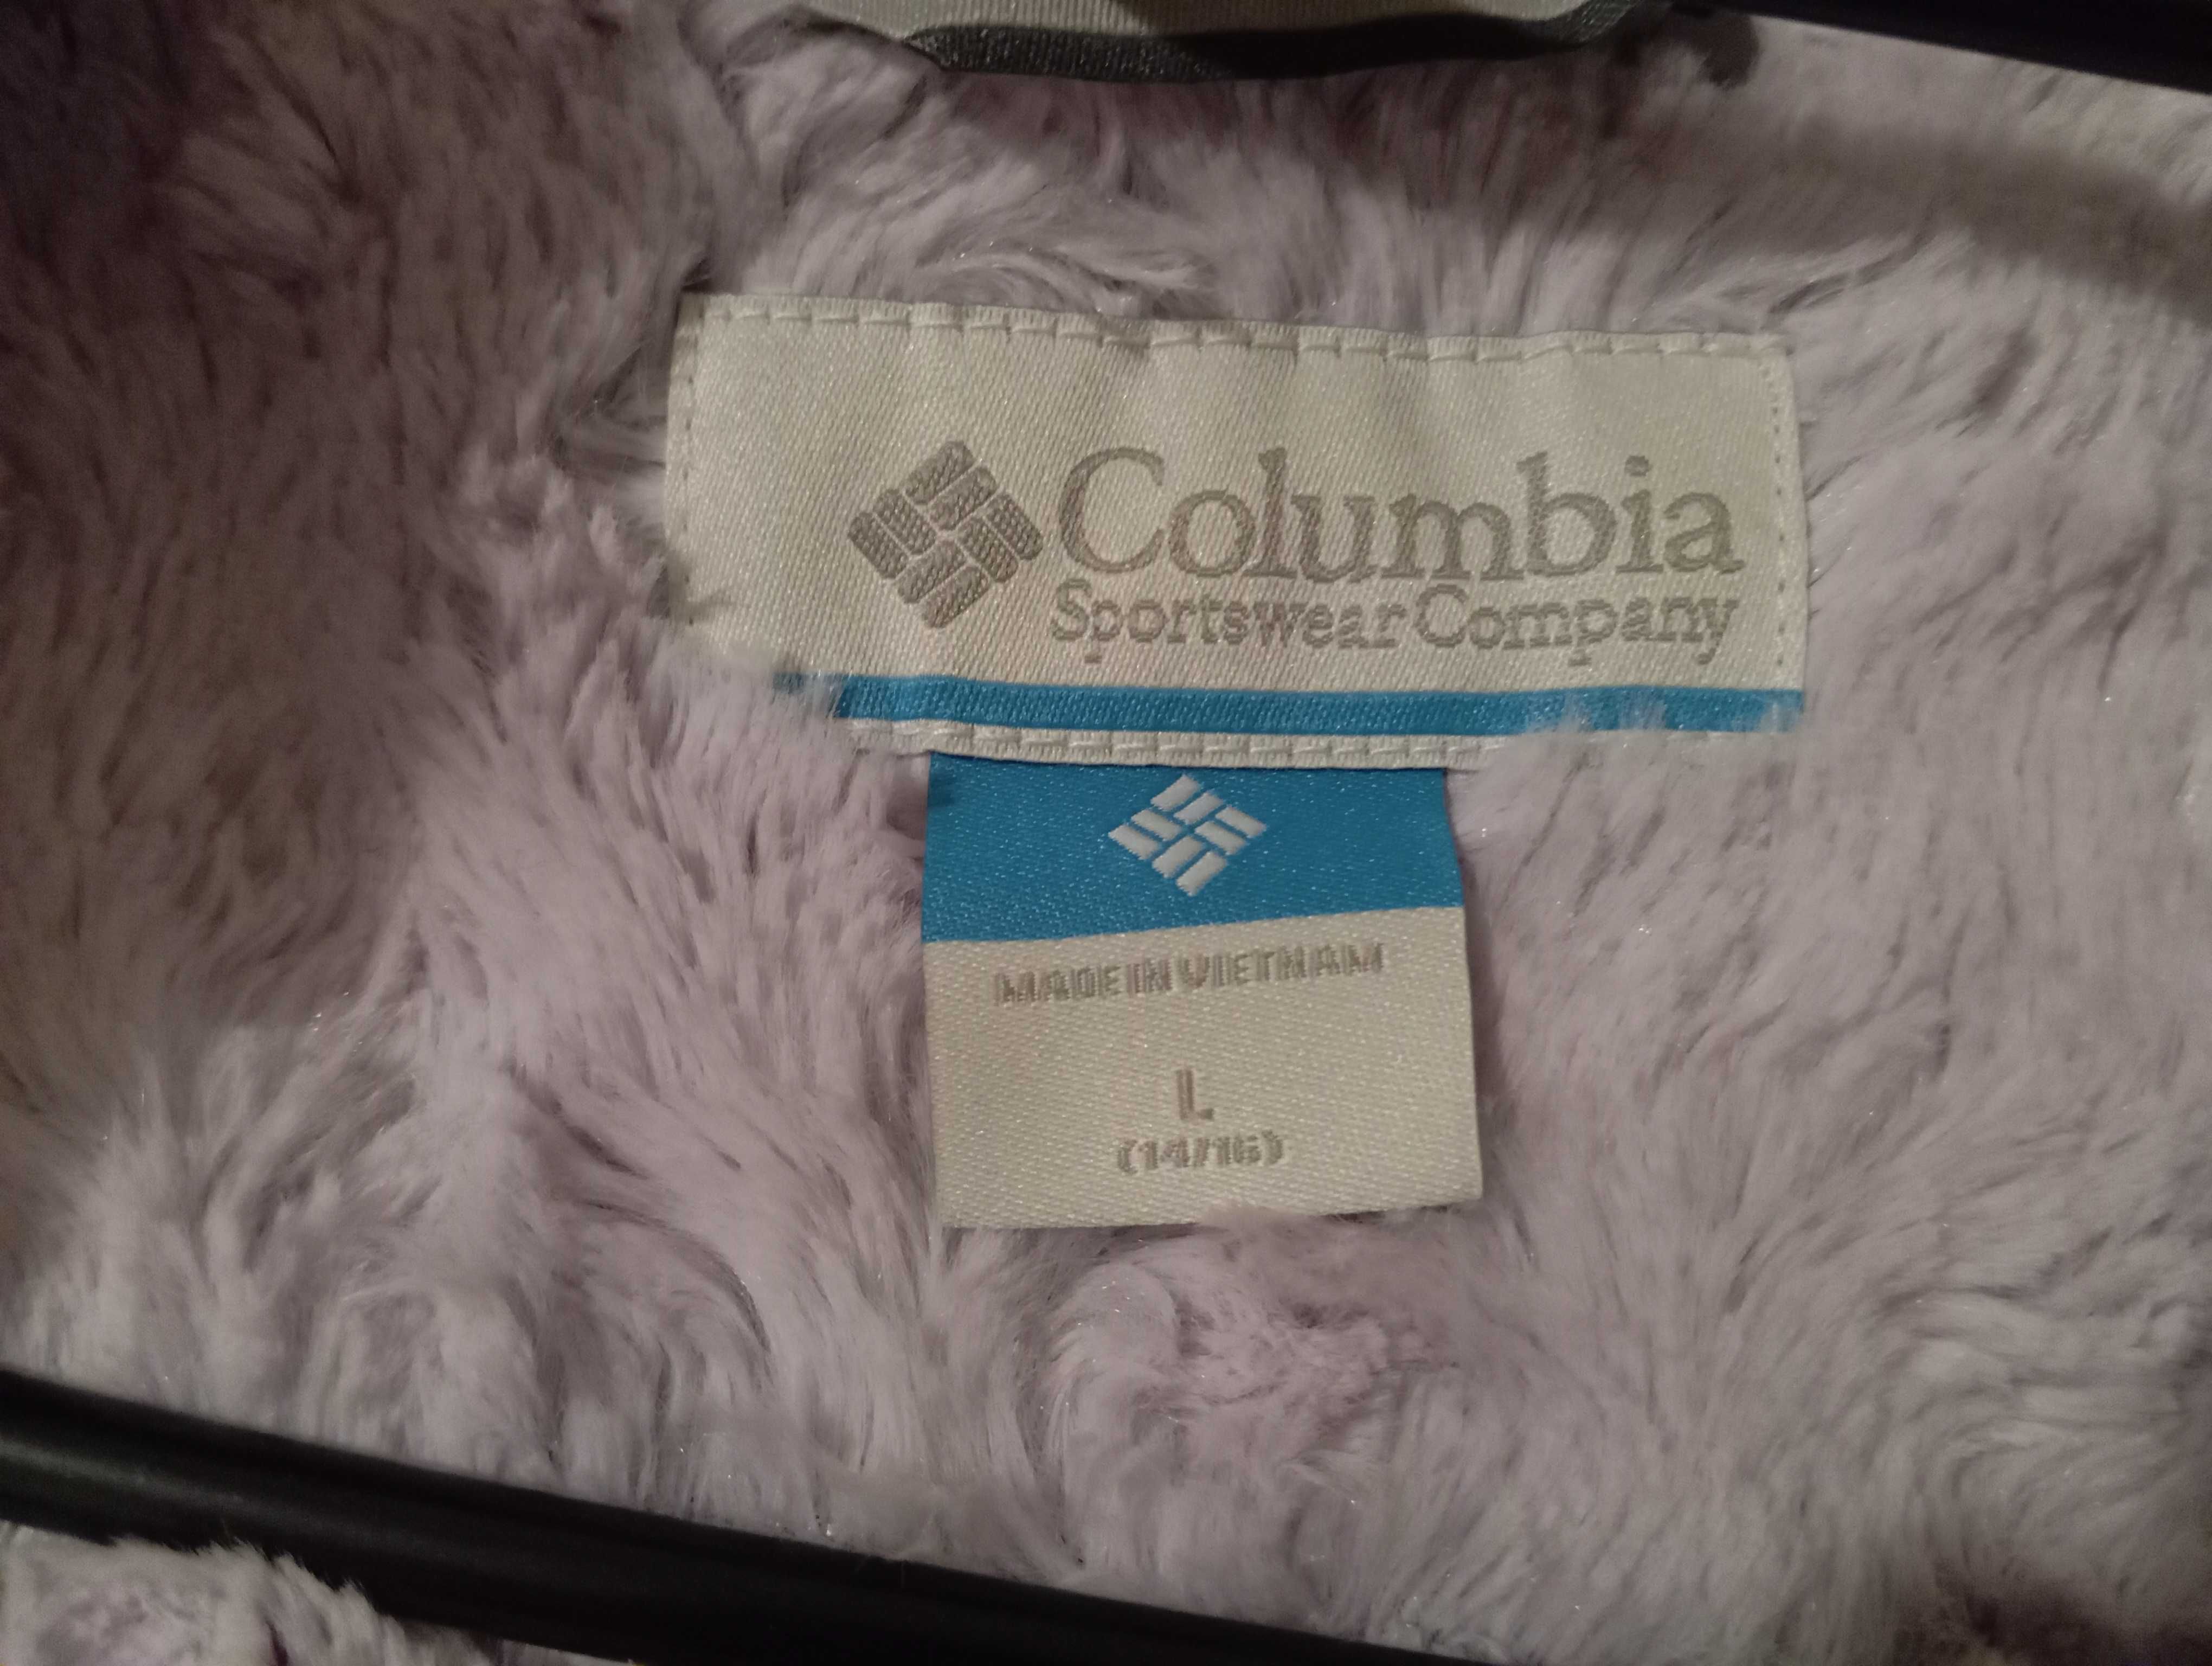 Columbia
Sportswear Company
MADE IN VIETNAM
L
(14/16)